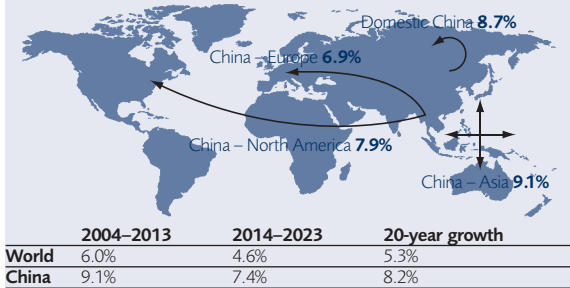 Domestic China 8.7%
China – Europe 6.9%
China – North America 7.9%
China – Asia 9.1%
2004–2013 2014–2023 20-year growth
World 6.0% 4.6% 5.3%
China 9.1% 7.4% 8.2%